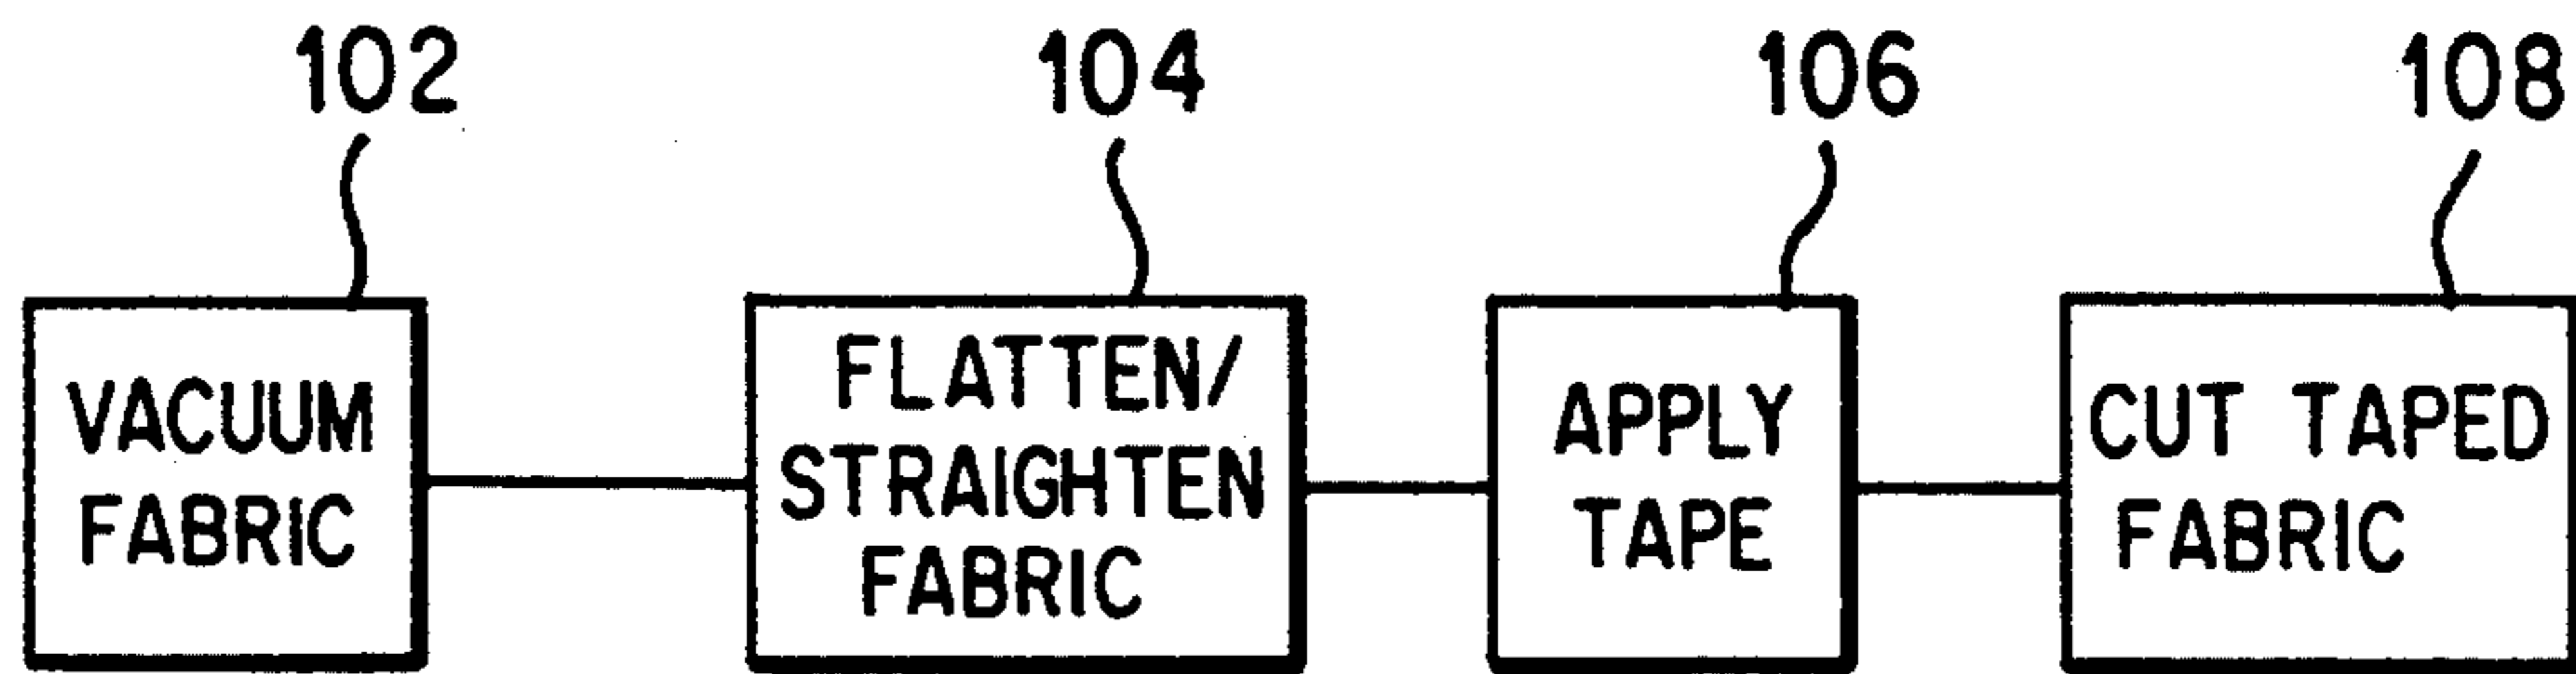 102
104
106
108
VACUUM
FABRIC
FLATTEN/
STRAIGHTEN
FABRIC
APPLY
TAPE
CUT TAPED
FABRIC